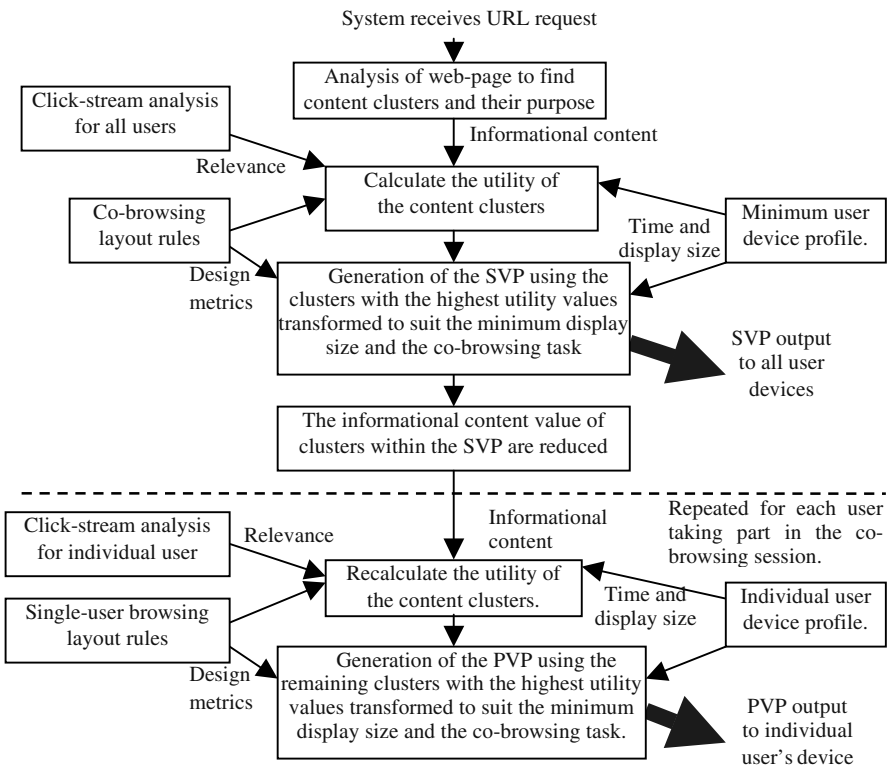 System receives URL request
Analysis of web-page to find
content clusters and their purpose
Click-stream analysis
for all users
Informational content
Relevance
Calculate the utility of
the content clusters
Co-browsing
layout rules
Minimum user
device profile.
Time and
display size
Design
metrics
Generation of the SVP using the
clusters with the highest utility values
transformed to suit the minimum display
size and the co-browsing task
SVP output
to all user
devices
The informational content value of
clusters within the SVP are reduced
Repeated for each user
taking part in the co-
browsing session.
Click-stream analysis
for individual user
Relevance
Informational
content
Recalculate the utility of
the content clusters.
Single-user browsing
layout rules
Time and
display size
Individual user
device profile.
Design
metrics
Generation of the PVP using the
remaining clusters with the highest utility
values transformed to suit the minimum
display size and the co-browsing task.
PVP output
to individual
user's device